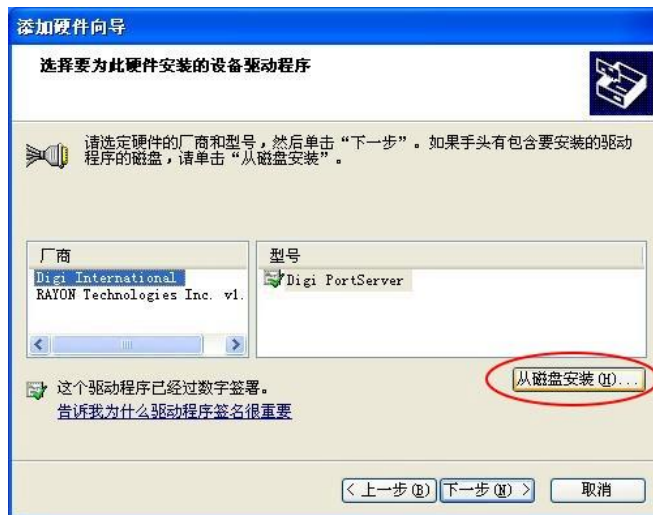 添加硬件向导
选择要为此硬件安装的设备驱动程序
请选定硬件的厂商和型号，然后单击“下一步”。如果手头有包含要安装的驱动
程序的磁盘，请单击“从磁盘安装”。
厂商
型号
Digi International
Digi PortServer
RAYON Technologies Inc. v1.
从磁盘安装(H)...
这个驱动程序已经过数字签署。
告诉我为什么驱动程序签名很重要
< 上一步(B)
下一步(N) >
取消